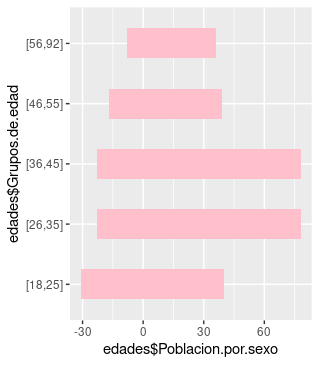 [56,92]
[46,55]
[36,45]
[26,35]
[18,25]
edades$Grupos.de.edad
-30 0 30 60
edades$Poblacion.por.sexo